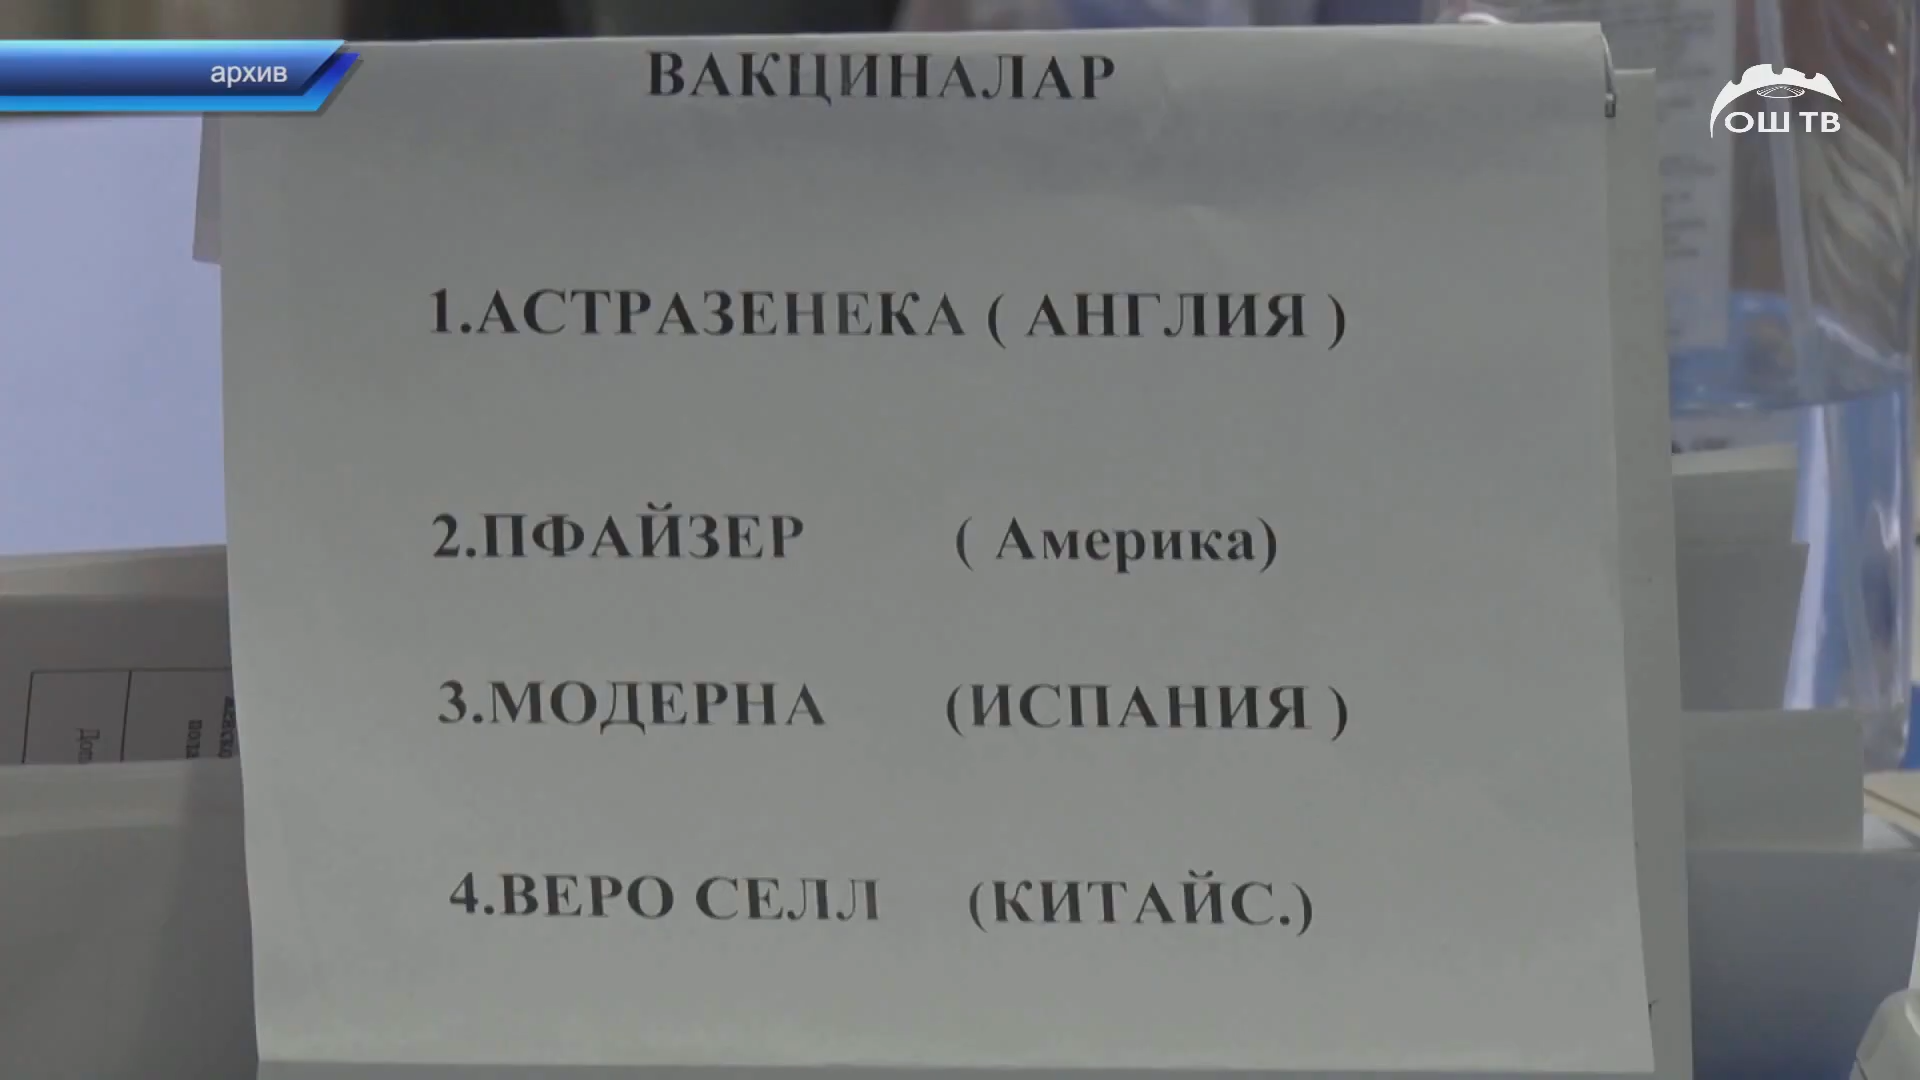 архив
ОШ ТВ
ВАКЦИНАЛАР
1.АСТРАЗЕНЕКА ( АНГЛИЯ )
2.ПФАЙЗЕР ( Америка)
3.МОДЕРНА (ИСПАНИЯ )
4.ВЕРО СЕЛЛ (КИТАЙС.)